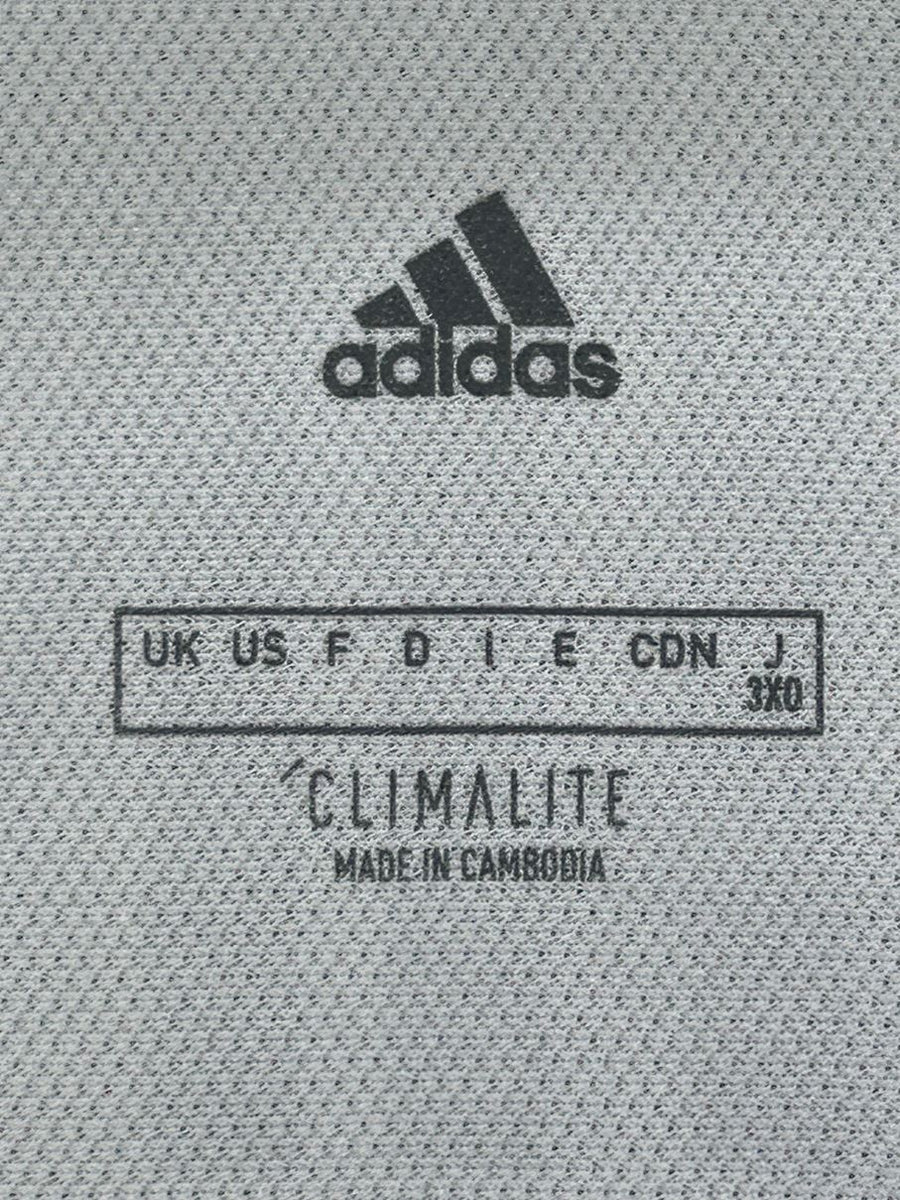 adidas
UK US F D I E CDN J
3XO
CLIMALITE
MADE IN CAMBODIA